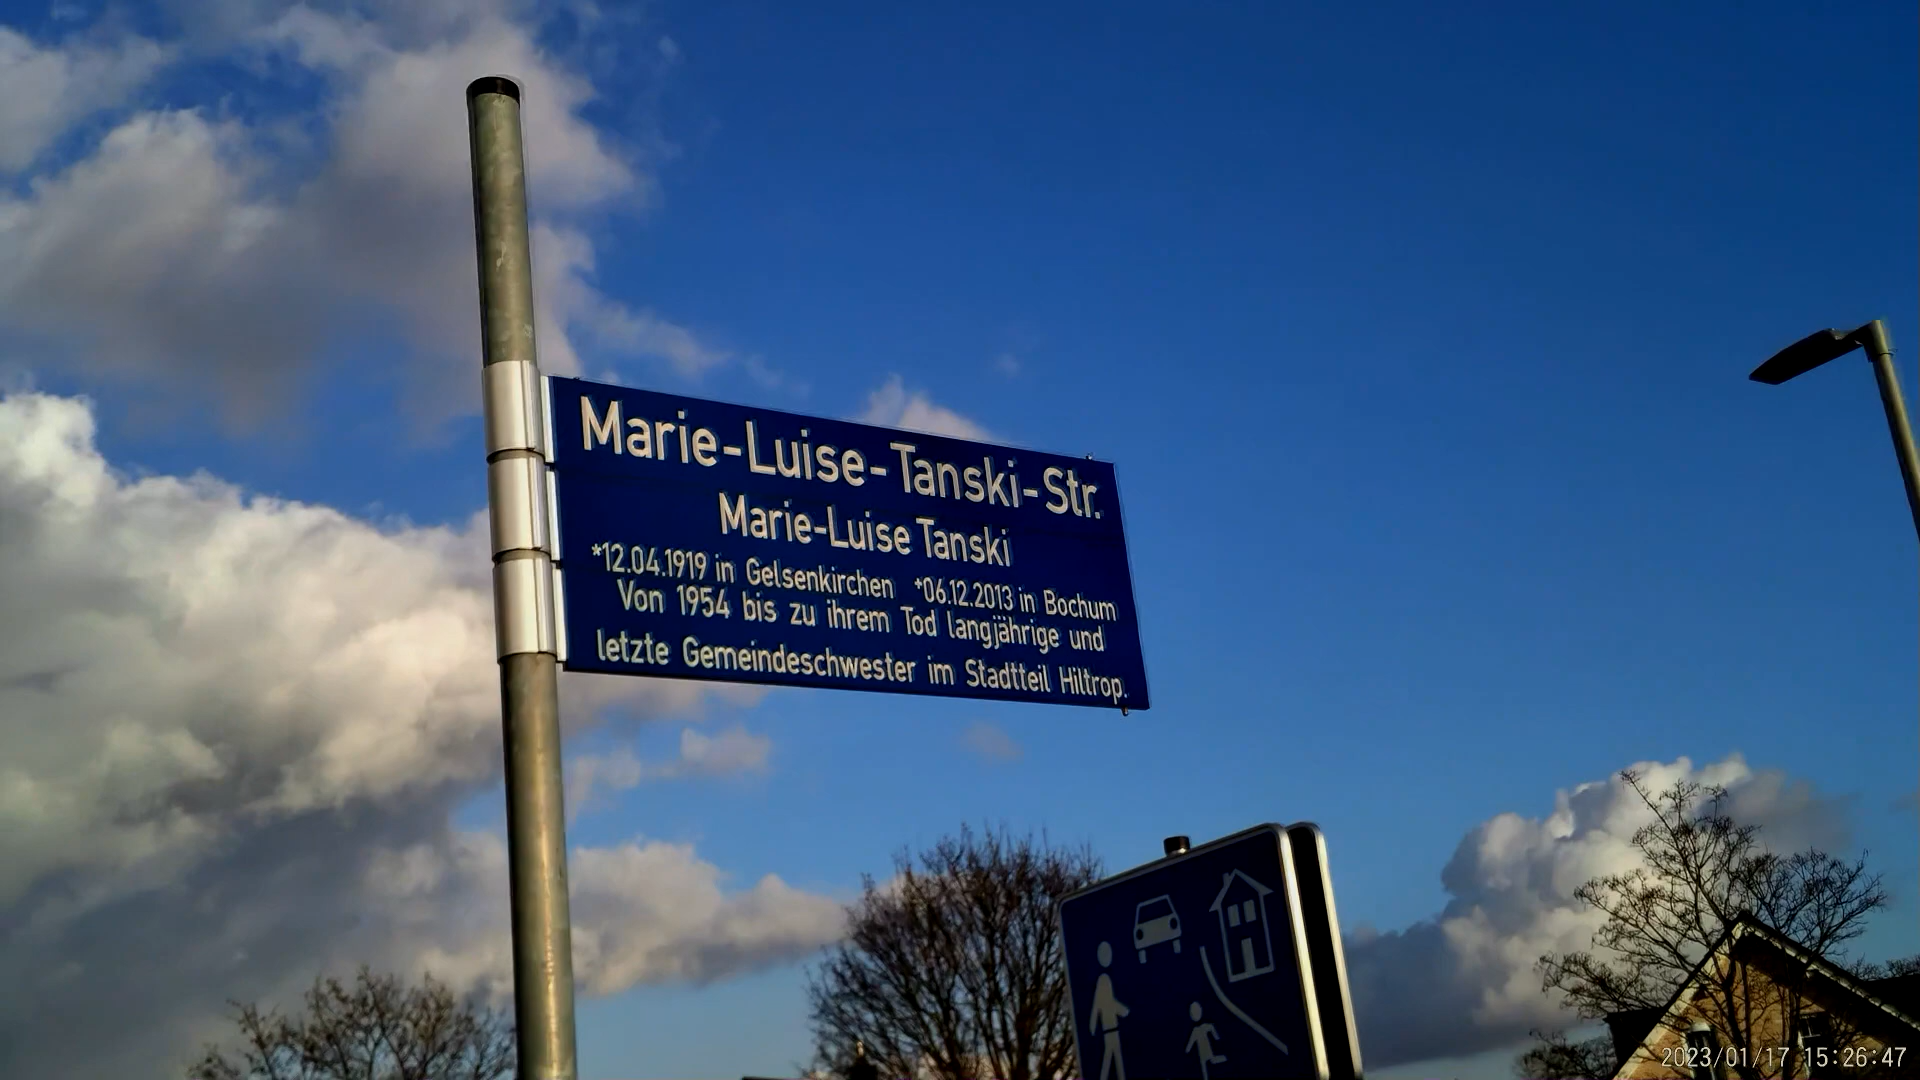 Marie-Luise-Tanski-Str.
Marie-Luise Tanski
*12.04.1919 in Gelsenkirchen ⁺06.12.2013 in Bochum
Von 1954 bis zu ihrem Tod langjährige und
letzte Gemeindeschwester im Stadtteil Hiltrop.
2023/01/17 15:26:47